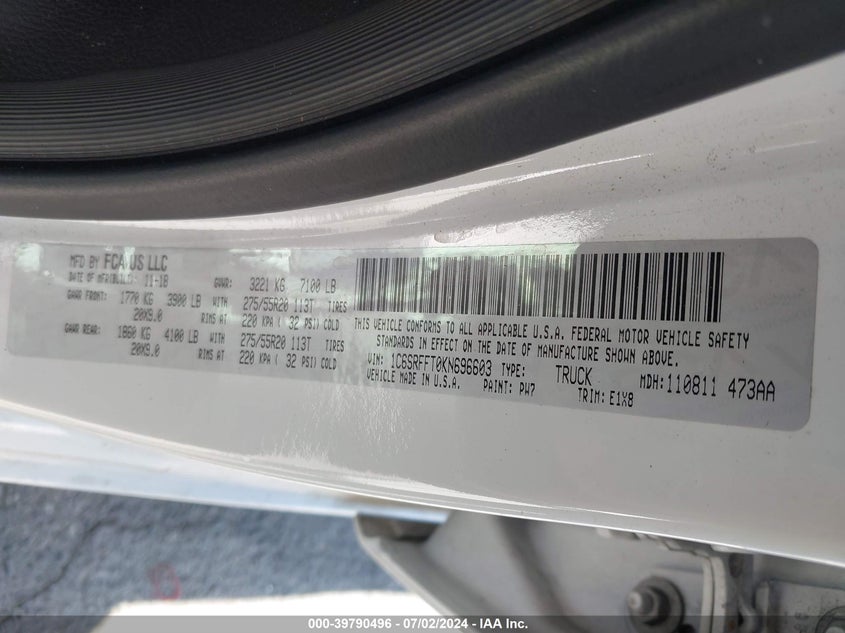 MFD BY FCA US LLC
DATE OF MFR/BUILD: 11-18 GVWR: 3221 KG 7100 LB
GAWR FRONT: 1770 KG 3900 LB WITH 275/55R20 113T TIRES
20X9.0 RIMS AT 220 KPA ( 32 PSI) COLD
GAWR REAR: 1860 KG 4100 LB WITH 275/55R20 113T TIRES
20X9.0 RIMS AT 220 KPA ( 32 PSI) COLD
THIS VEHICLE CONFORMS TO ALL APPLICABLE U.S.A. FEDERAL MOTOR VEHICLE SAFETY
STANDARDS IN EFFECT ON THE DATE OF MANUFACTURE SHOWN ABOVE.
VIN: 1C6SRFFT0KN696603 TYPE: TRUCK MDH: 110811 473AA
VEHICLE MADE IN U.S.A. PAINT: PW7 TRIM: E1X8
000-39790496 - 07/02/2024 - IAA Inc.